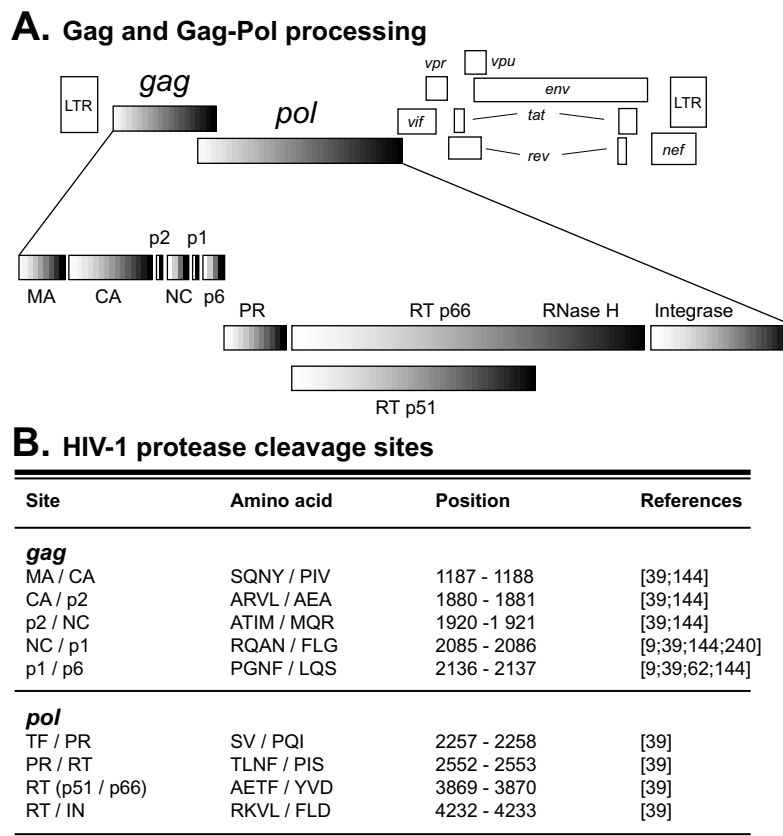 A. Gag and Gag-Pol processing
LTR
gag
pol
vif
vpr
vpu
env
tat
rev
nef
LTR
p2 p1
MA CA NC p6
PR RT p66 RNase H Integrase
RT p51
B. HIV-1 protease cleavage sites
Site Amino acid Position References
gag
MA / CA SQNY / PIV 1187 - 1188 [39;144]
CA / p2 ARVL / AEA 1880 - 1881 [39;144]
p2 / NC ATIM / MQR 1920 -1 921 [39;144]
NC / p1 RQAN / FLG 2085 - 2086 [9;39;144;240]
p1 / p6 PGNF / LQS 2136 - 2137 [9;39;62;144]
pol
TF / PR SV / PQI 2257 - 2258 [39]
PR / RT TLNF / PIS 2552 - 2553 [39]
RT (p51 / p66) AETF / YVD 3869 - 3870 [39]
RT / IN RKVL / FLD 4232 - 4233 [39]